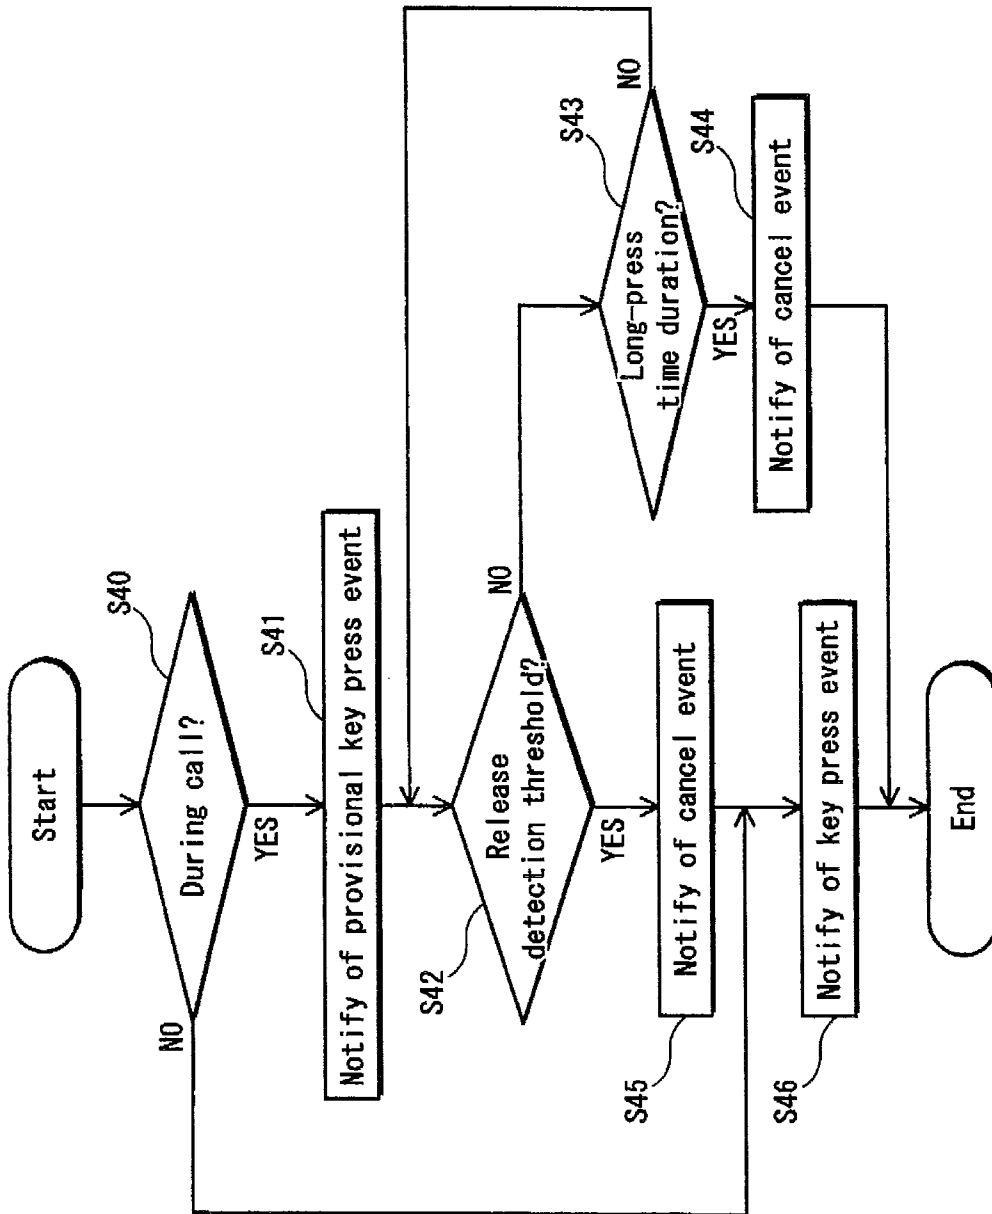 Start
S40
During call?
NO
YES
S41
Notify of provisional key press event
S42
Release
detection threshold?
NO
YES
S43
Long-press
time duration?
NO
YES
S44
Notify of cancel event
S45
Notify of cancel event
S46
Notify of key press event
End